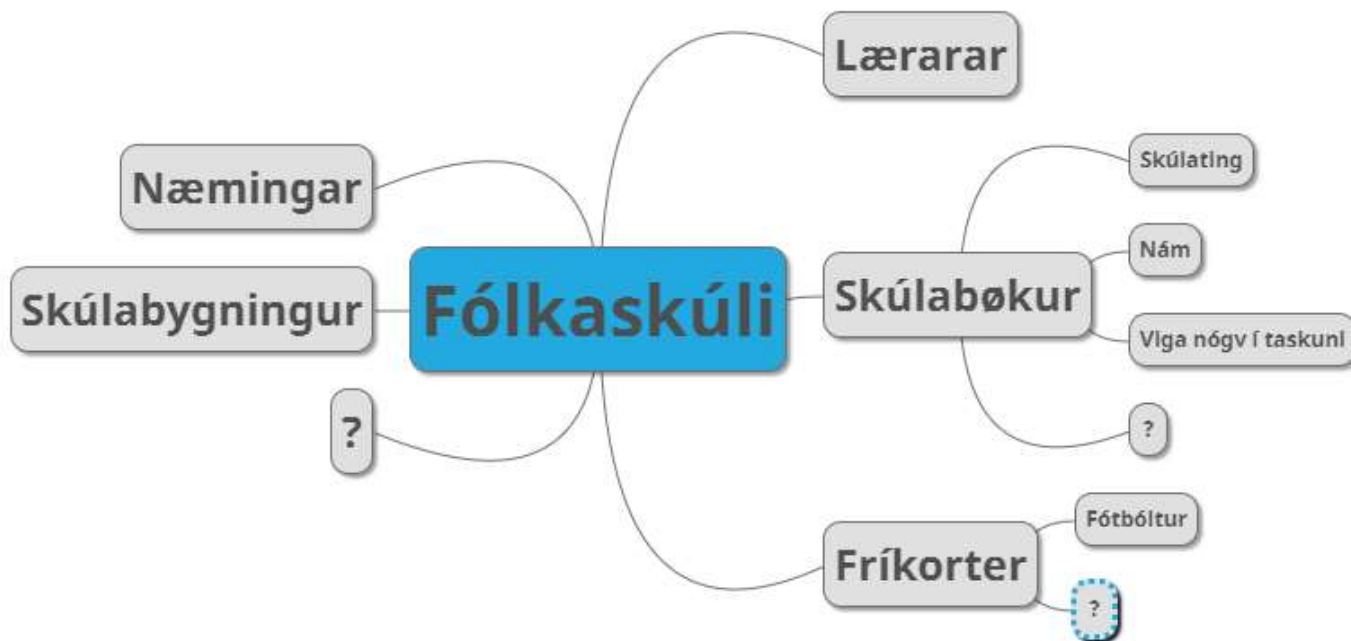 Lærarar
Skúlating
Næmingar
Nám
Skúlabøkur
Fólkaskúli
Skúlabygningur
Viga nógv í taskuni
?
?
Fótbóltur
Fríkorter
?